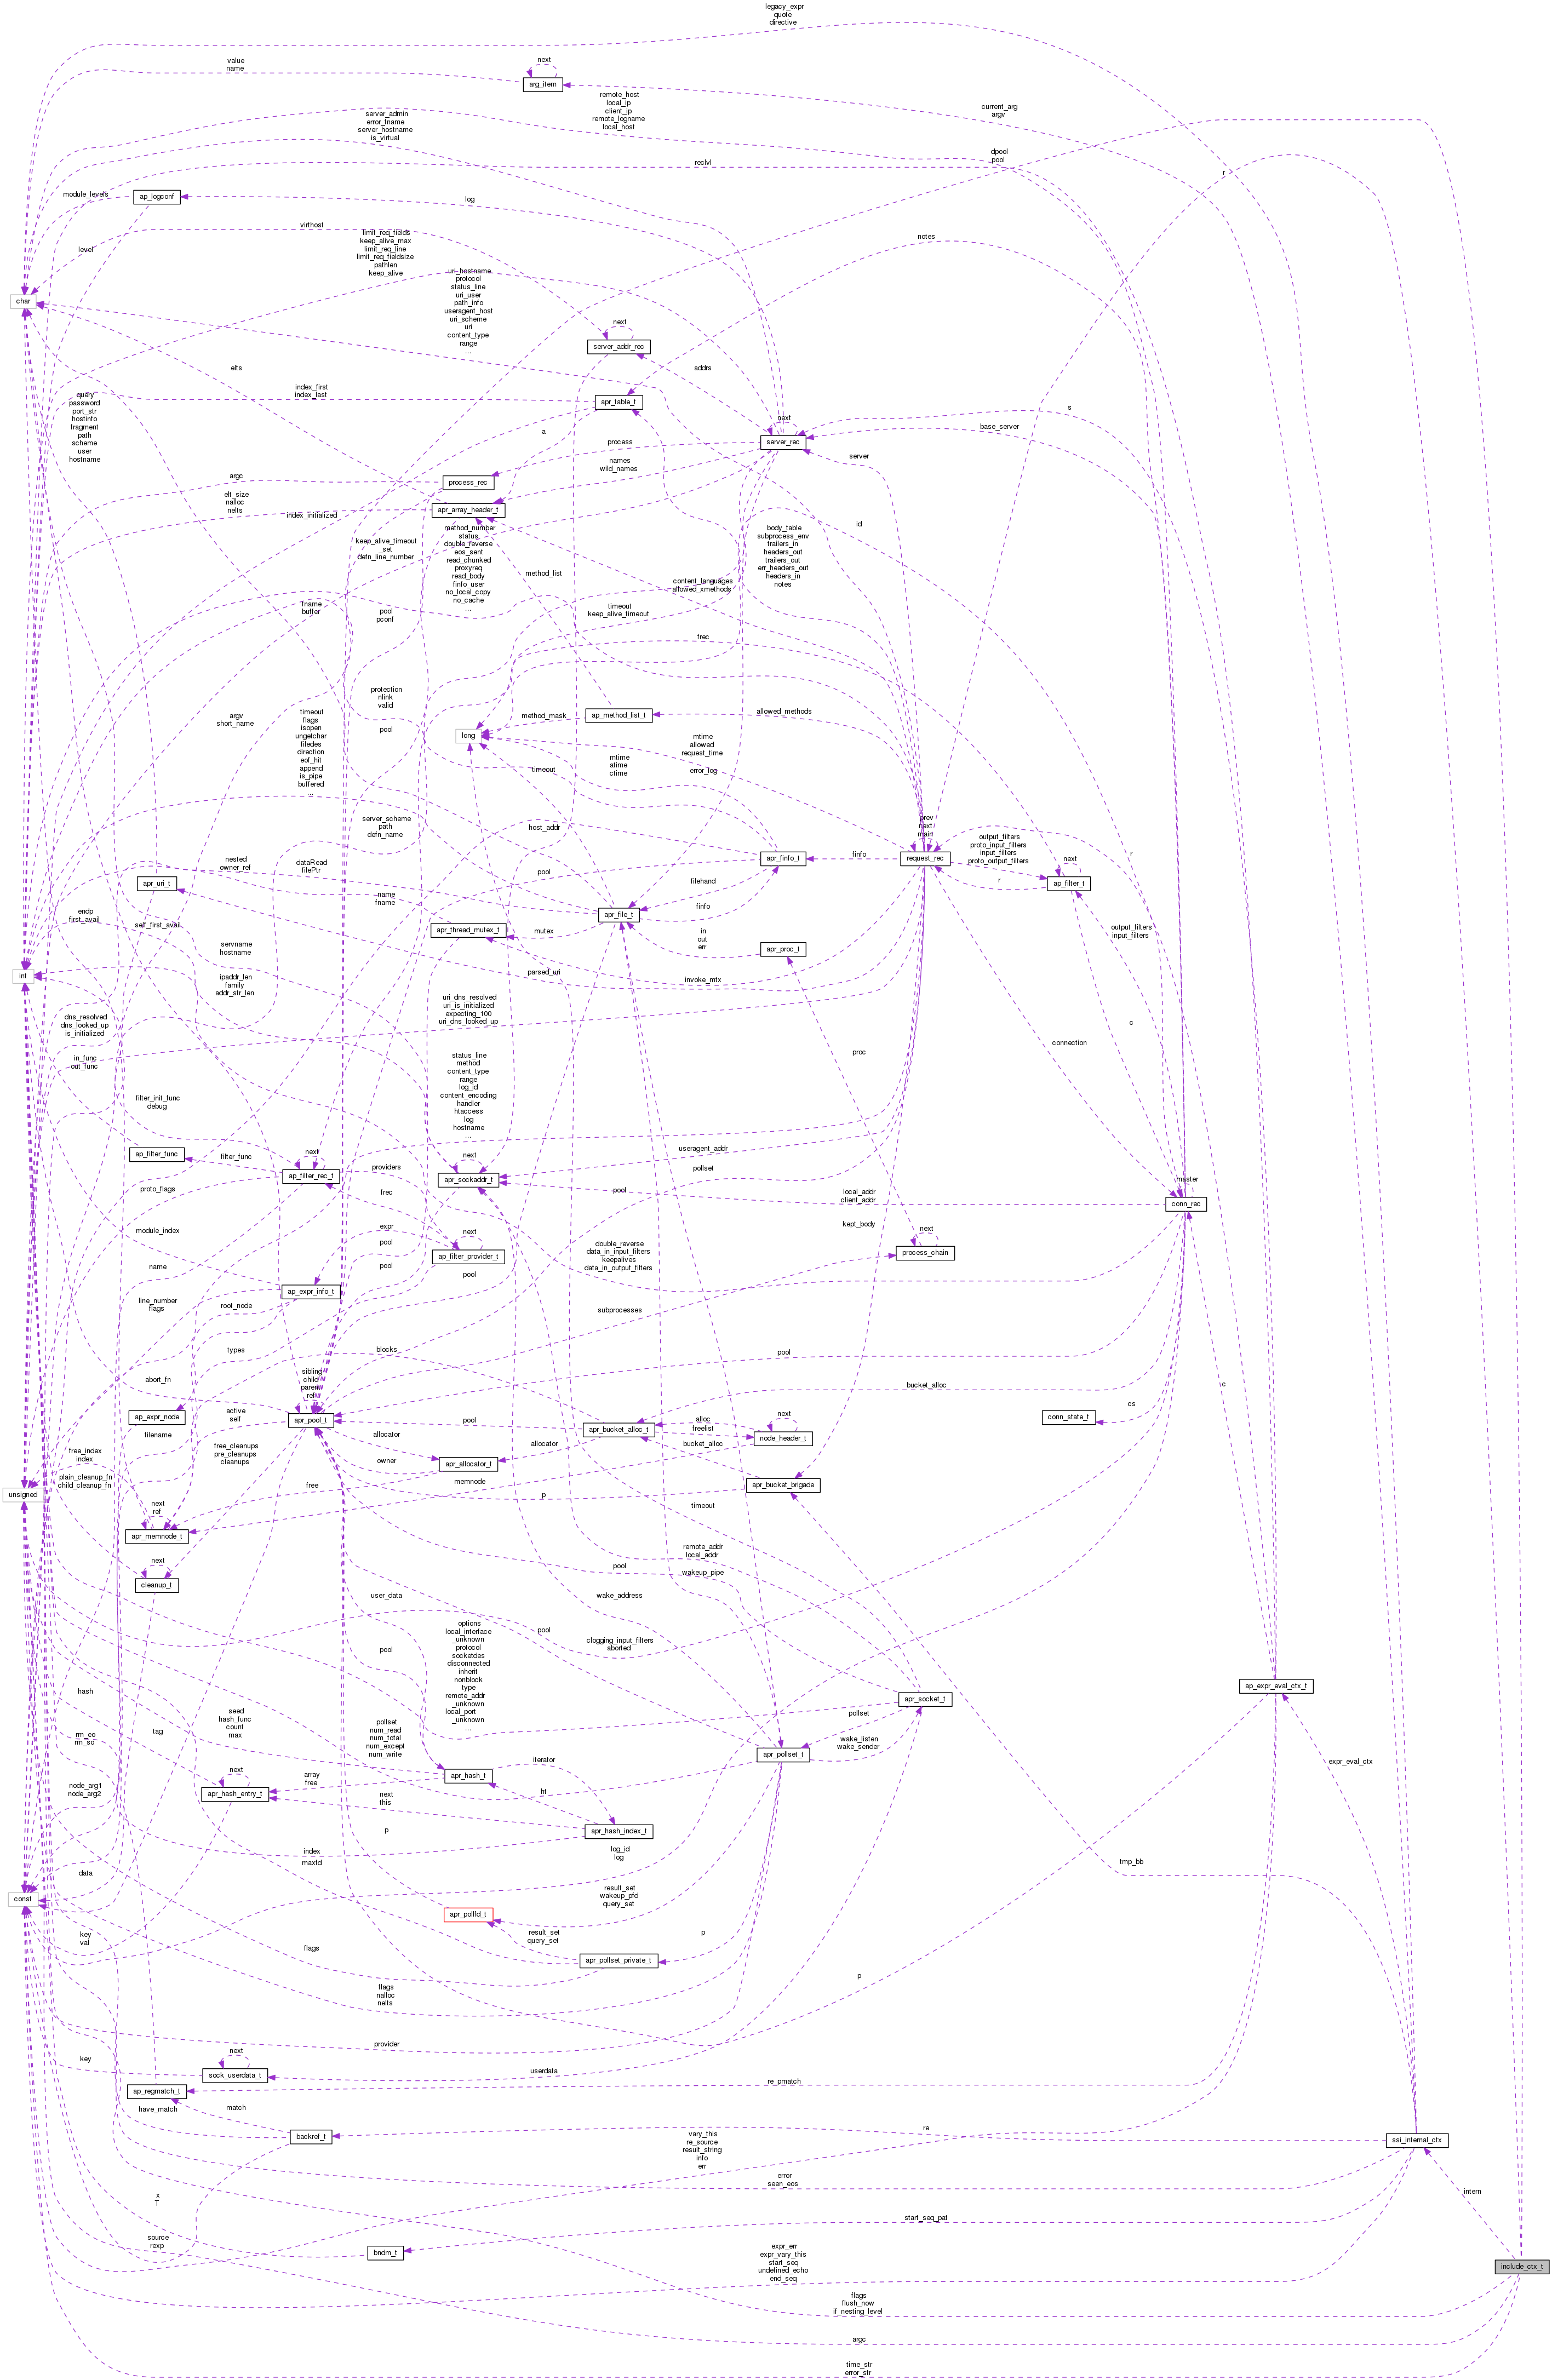 legacy_expr
quote
directive
value
name
next
arg_item
remote_host
local_ip
client_ip
remote_logname
local_host
current_arg
argv
server_admin
error_fname
server_hostname
is_virtual
dpool
pool
reclvl
r
module_levels
ap_logconf
log
virthost
level
limit_req_fields
keep_alive_max
limit_req_line
limit_req_fieldsize
pathlen
keep_alive
notes
uri_hostname
protocol
status_line
uri_user
path_info
useragent_host
uri_scheme
uri
content_type
range
...
char
next
server_addr_rec
addrs
elts
index_first
index_last
apr_table_t
query
password
port_str
hostinfo
fragment
path
scheme
user
hostname
a
next
server_rec
s
base_server
process
names
wild_names
server
argc
process_rec
elt_size
nalloc
nelts
apr_array_header_t
index_initialized
keep_alive_timeout
_set
defn_line_number
method_number
status
double_reverse
eos_sent
read_chunked
proxyreq
read_body
finfo_user
no_local_copy
no_cache
...
id
body_table
subprocess_env
trailers_in
headers_out
trailers_out
err_headers_out
headers_in
notes
method_list
content_languages
allowed_xmethods
fname
buffer
pool
pconf
timeout
keep_alive_timeout
frec
protection
nlink
valid
argv
short_name
timeout
flags
isopen
ungetchar
filedes
direction
eof_hit
append
is_pipe
buffered
...
pool
long
method_mask
ap_method_list_t
allowed_methods
mtime
allowed
request_time
mtime
atime
ctime
timeout
error_log
server_scheme
path
defn_name
host_addr
prev
next
main
output_filters
proto_input_filters
input_filters
proto_output_filters
apr_finfo_t
finfo
request_rec
next
r
nested
owner_ref
dataRead
filePtr
pool
filehand
apr_uri_t
name
fname
finfo
r
ap_filter_t
endp
first_avail
self_first_avail
apr_thread_mutex_t
mutex
apr_file_t
in
out
err
apr_proc_t
output_filters
input_filters
servname
hostname
int
ipaddr_len
family
addr_str_len
parsed_uri
invoke_mtx
uri_dns_resolved
uri_is_initialized
expecting_100
uri_dns_looked_up
dns_resolved
dns_looked_up
is_initialized
c
connection
in_func
out_func
status_line
method
content_type
range
log_id
content_encoding
handler
htaccess
log
hostname
...
proc
filter_init_func
debug
ap_filter_func
filter_func
next
ap_filter_rec_t
providers
next
apr_sockaddr_t
useragent_addr
pollset
proto_flags
frec
pool
local_addr
client_addr
master
conn_rec
module_index
expr
next
ap_filter_provider_t
kept_body
next
process_chain
pool
double_reverse
data_in_input_filters
keepalives
data_in_output_filters
name
pool
pool
ap_expr_info_t
line_number
flags
root_node
subprocesses
types
blocks
pool
abort_fn
sibling
child
parent
ref
bucket_alloc
c
active
self
ap_expr_node
apr_pool_t
pool
alloc
freelist
next
node_header_t
cs
conn_state_t
filename
free_cleanups
pre_cleanups
cleanups
allocator
apr_bucket_alloc_t
allocator
bucket_alloc
free_index
index
owner
apr_allocator_t
memnode
unsigned
plain_cleanup_fn
child_cleanup_fn
free
p
apr_bucket_brigade
next
ref
apr_memnode_t
timeout
next
cleanup_t
remote_addr
local_addr
pool
wakeup_pipe
user_data
wake_address
options
local_interface
_unknown
protocol
socketdes
disconnected
inherit
nonblock
type
remote_addr
_unknown
local_port
_unknown
...
pool
clogging_input_filters
aborted
pool
ap_expr_eval_ctx_t
apr_socket_t
hash
seed
hash_func
count
max
pollset
num_read
num_total
num_except
num_write
pollset
rm_eo
rm_so
tag
wake_listen
wake_sender
apr_pollset_t
expr_eval_ctx
iterator
apr_hash_t
array
free
next
apr_hash_entry_t
ht
node_arg1
node_arg2
next
this
apr_hash_index_t
p
index
maxfd
log_id
log
tmp_bb
data
const
result_set
wakeup_pfd
query_set
apr_pollfd_t
key
val
result_set
query_set
p
flags
apr_pollset_private_t
p
flags
nalloc
nelts
provider
key
next
sock_userdata_t
userdata
re_pmatch
ap_regmatch_t
have_match
match
backref_t
re
vary_this
re_source
result_string
info
err
ssi_internal_ctx
error
seen_eos
x
T
intern
start_seq_pat
source
rexp
bndm_t
expr_err
expr_vary_this
start_seq
undefined_echo
end_seq
include_ctx_t
flags
flush_now
if_nesting_level
argc
time_str
error_str